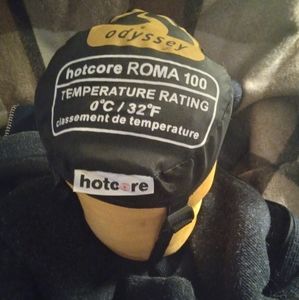 odyssey
hotcore ROMA 100
TEMPERATURE RATING
0°C / 32°F
classement de temperature
hotcore